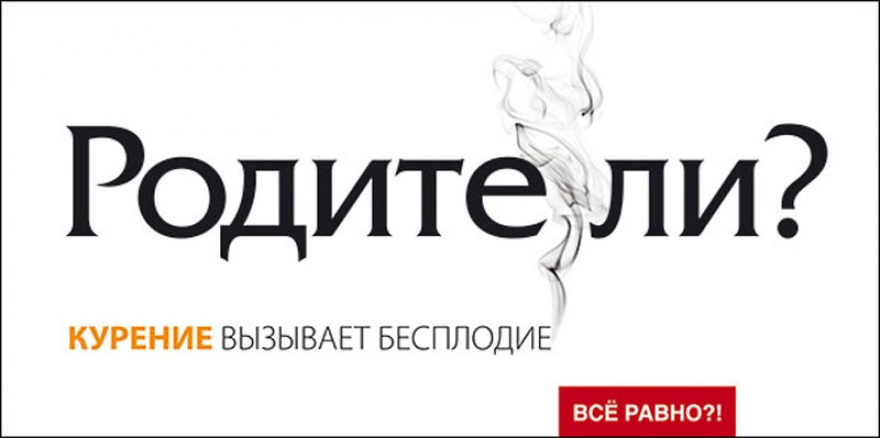 Родите ли?
КУРЕНИЕ ВЫЗЫВАЕТ БЕСПЛОДИЕ
ВСЁ РАВНО?!